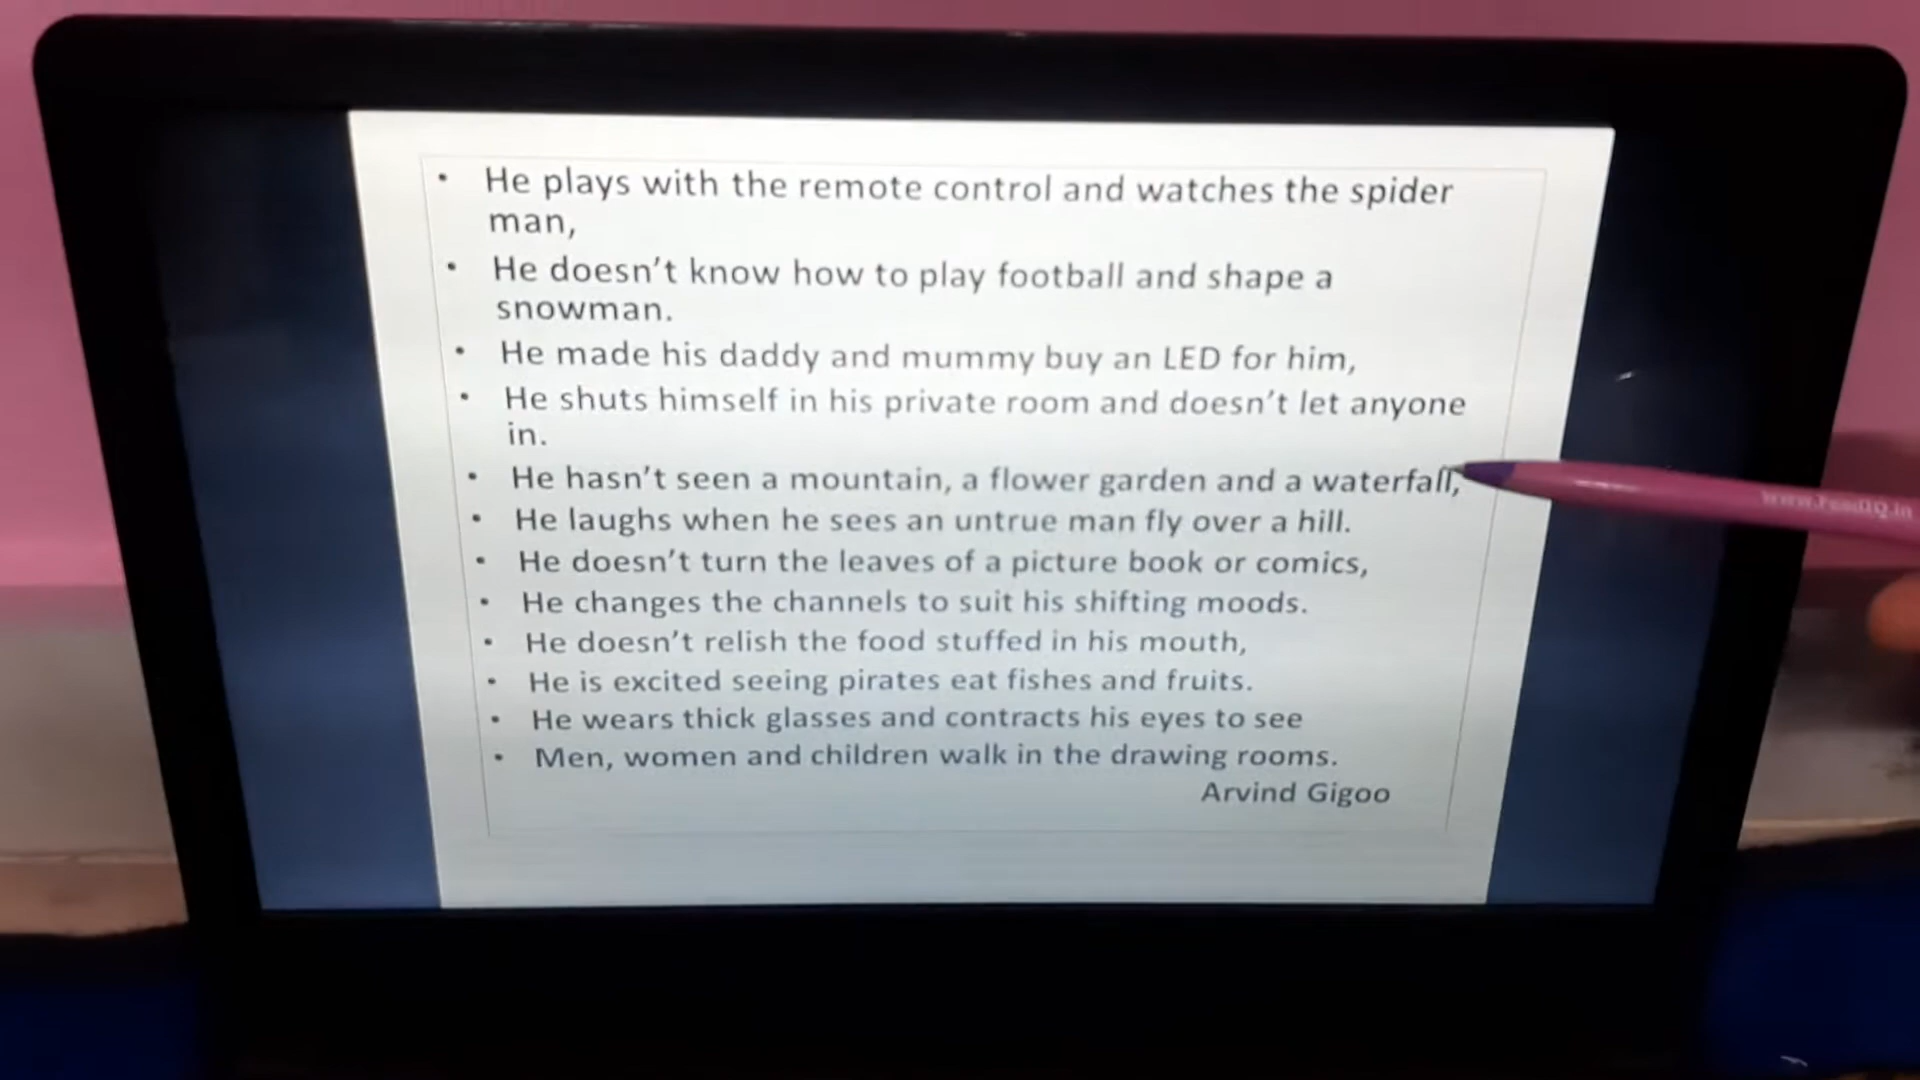 • He plays with the remote control and watches the spider
man,
• He doesn't know how to play football and shape a
snowman.
• He made his daddy and mummy buy an LED for him,
• He shuts himself in his private room and doesn't let anyone
in.
• He hasn't seen a mountain, a flower garden and a waterfall,
• He laughs when he sees an untrue man fly over a hill.
• He doesn't turn the leaves of a picture book or comics,
• He changes the channels to suit his shifting moods.
• He doesn't relish the food stuffed in his mouth,
• He is excited seeing pirates eat fishes and fruits.
• He wears thick glasses and contracts his eyes to see
• Men, women and children walk in the drawing rooms.
Arvind Gigoo